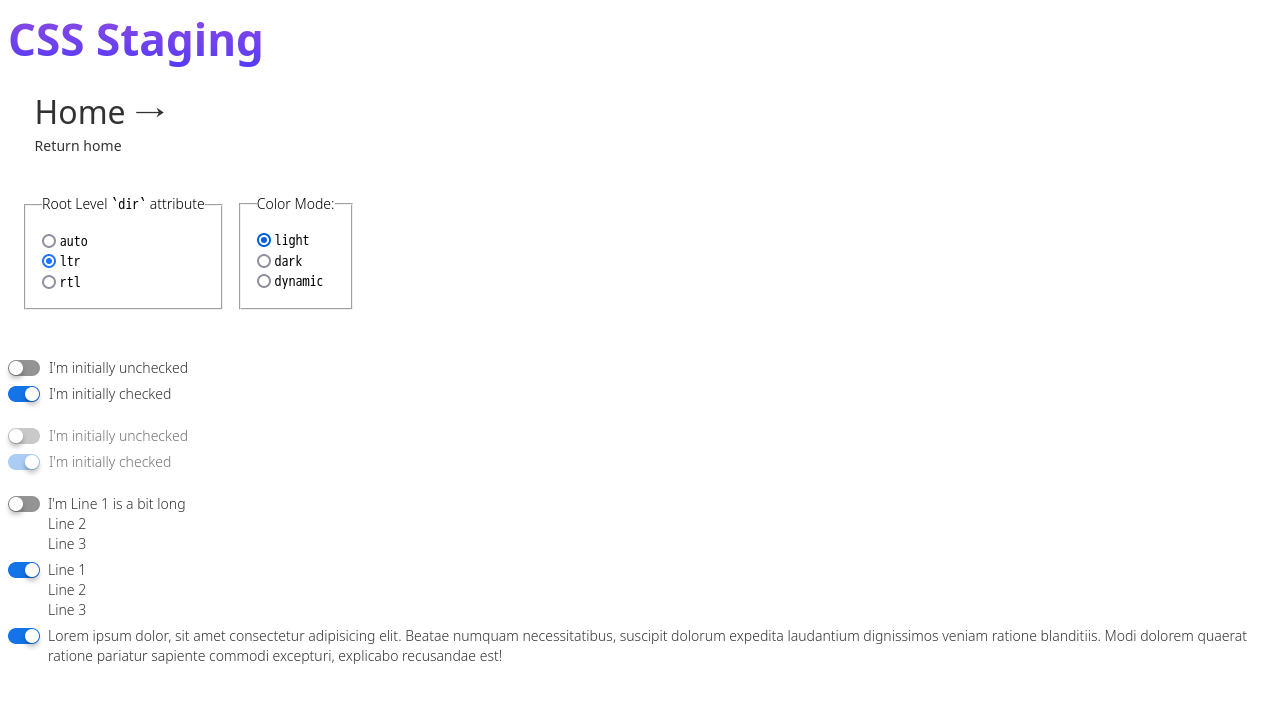 CSS Staging
Home →
Return home
Root Level `dir` attribute
auto
ltr
rtl
Color Mode:
light
dark
dynamic
I'm initially unchecked
I'm initially checked
I'm initially unchecked
I'm initially checked
I'm Line 1 is a bit long
Line 2
Line 3
Line 1
Line 2
Line 3
Lorem ipsum dolor, sit amet consectetur adipisicing elit. Beatae numquam necessitatibus, suscipit dolorum expedita laudantium dignissimos veniam ratione blanditiis. Modi dolorem quaerat
ratione pariatur sapiente commodi excepturi, explicabo recusandae est!